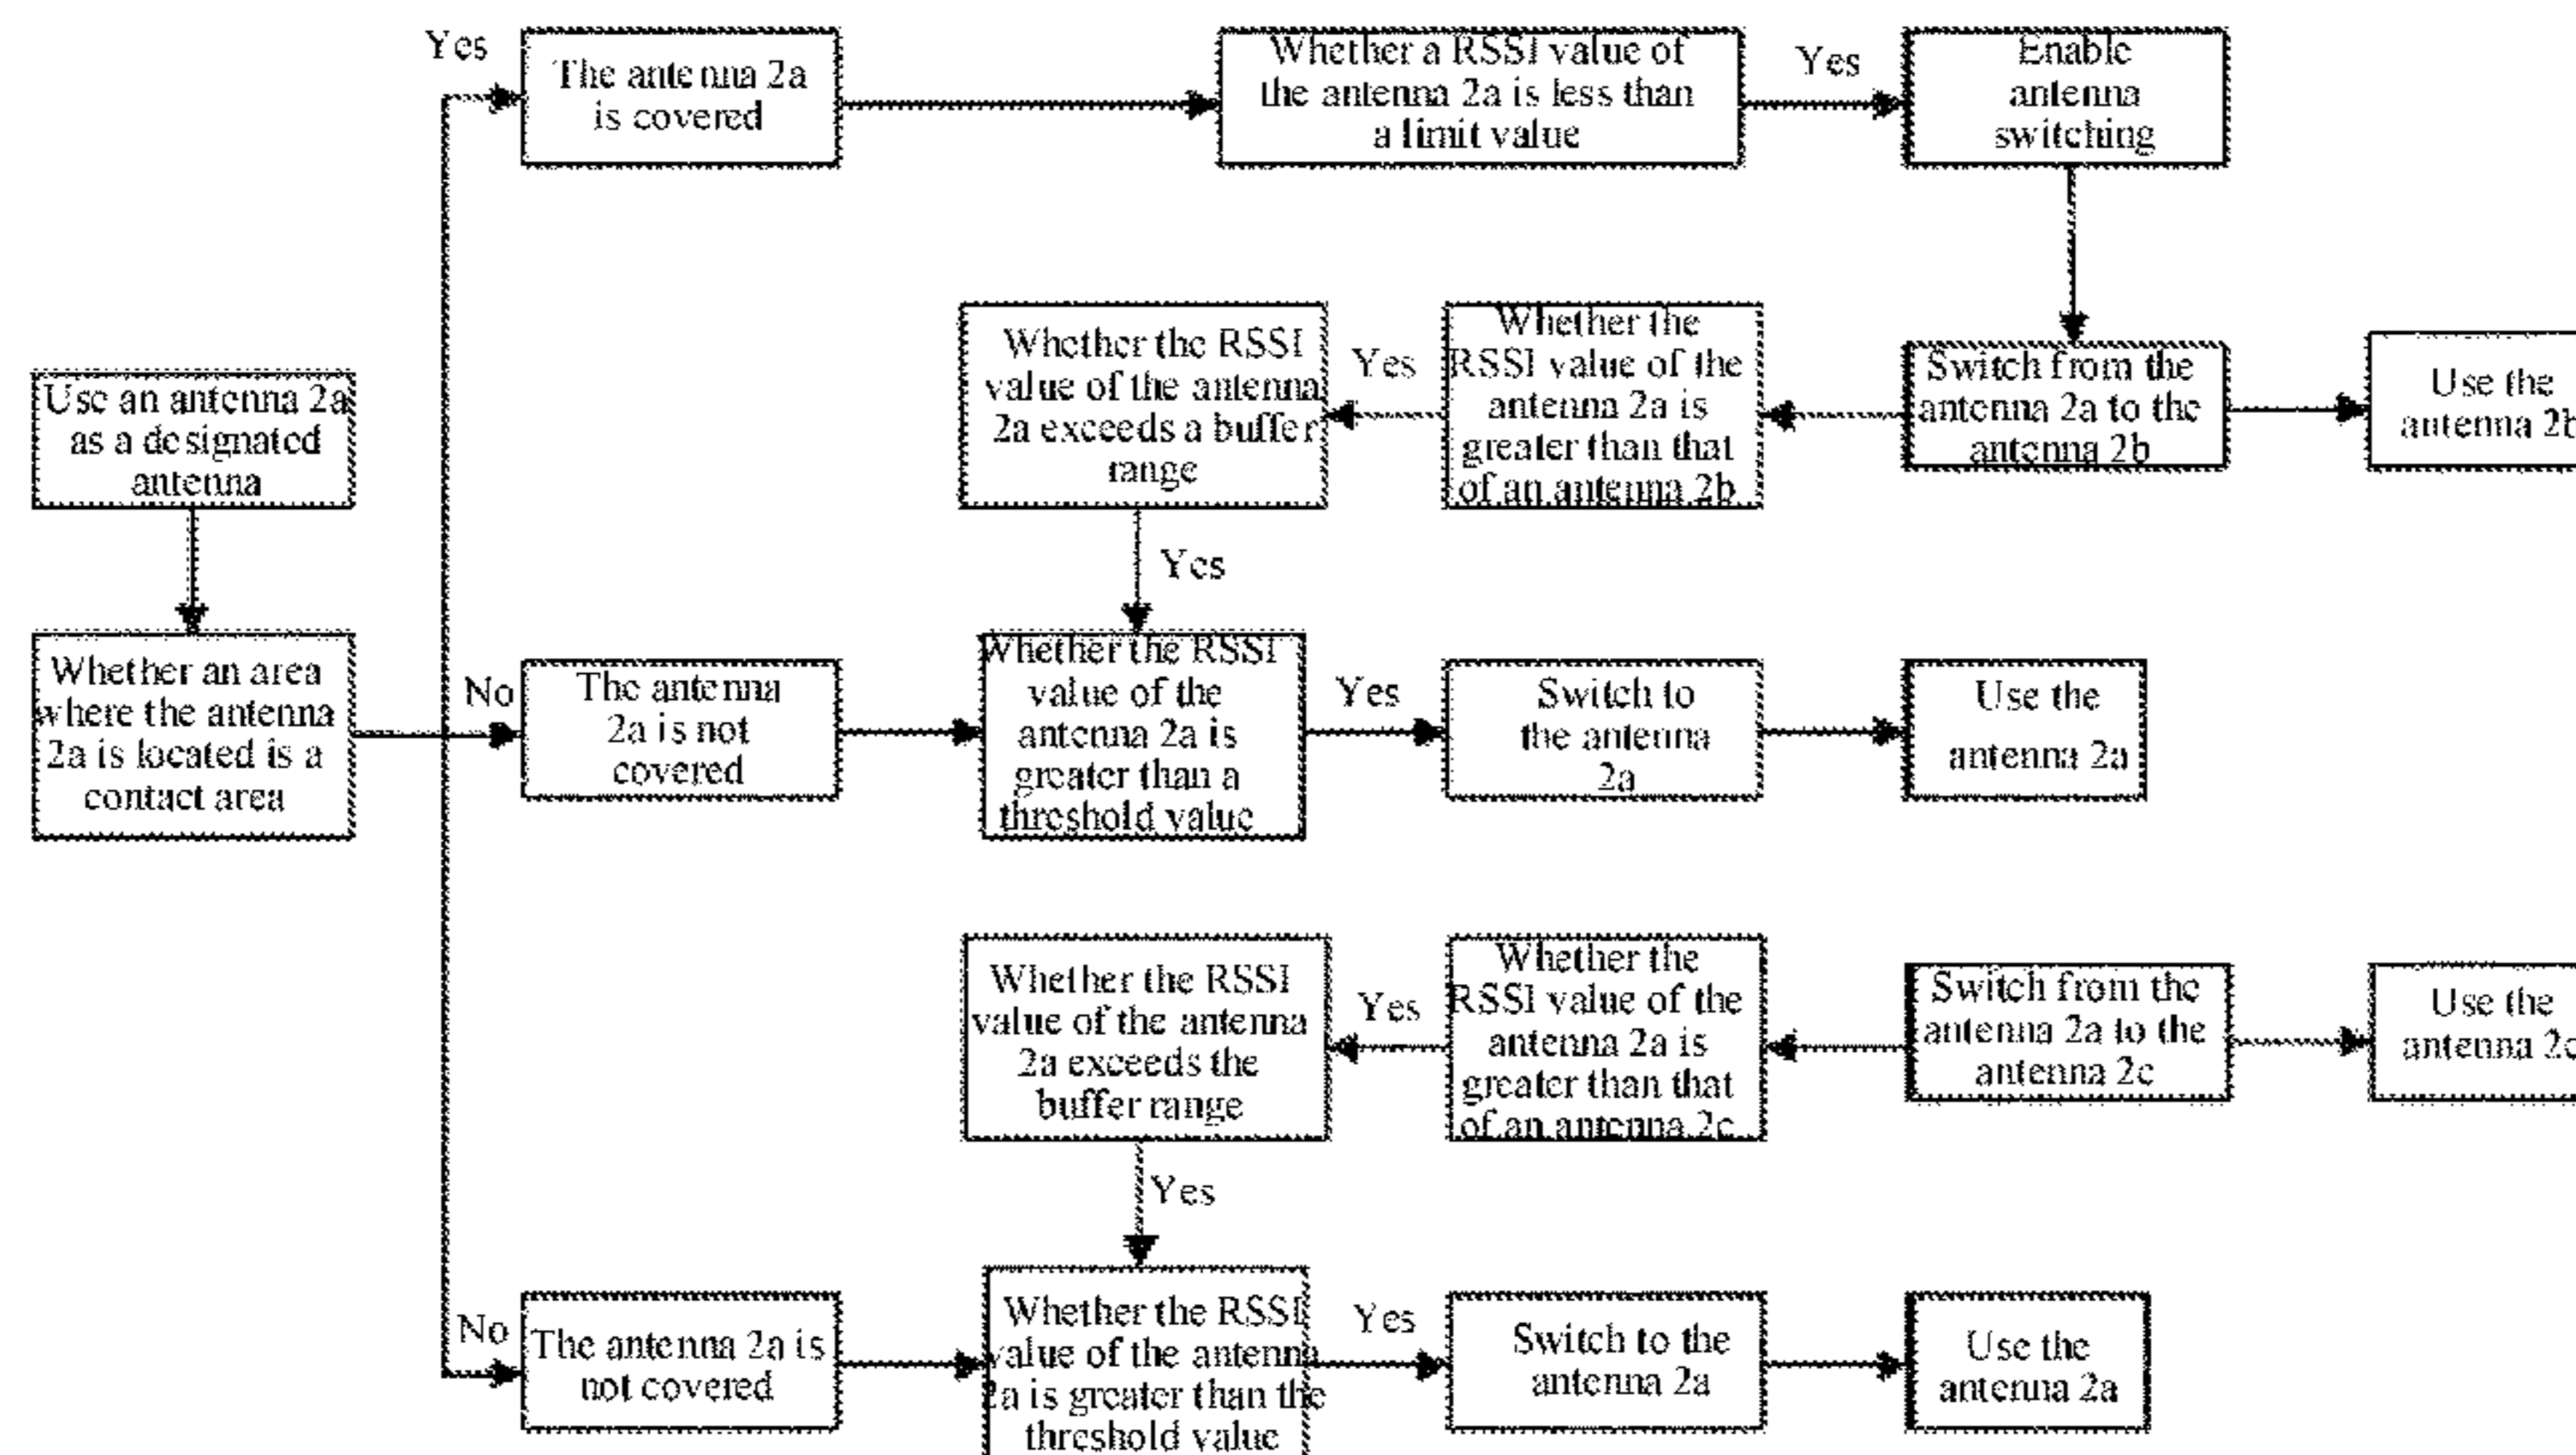 Yes
The antenna 2a
is covered
Whether a RSSI value of
the antenna 2a is less than
a limit value
Yes
Enable
antenna
switching
Use an antenna 2a
as a designated
antenna
Whether the RSSI
value of the antenna
2a exceeds a buffer
range
Yes
Whether the
RSSI value of the
antenna 2a is
greater than that
of an antenna 2b
Switch from the
antenna 2a to the
antenna 2b
Use the
antenna 2b
Yes
Whether an area
where the antenna
2a is located is a
contact area
No
The antenna
2a is not
covered
Whether the RSSI
value of the
antenna 2a is
greater than a
threshold value
Yes
Switch to
the antenna
2a
Use the
antenna 2a
Whether the RSSI
value of the antenna
2a exceeds the
buffer range
Yes
Whether the
RSSI value of the
antenna 2a is
greater than that
of an antenna 2c
Switch from the
antenna 2a to the
antenna 2c
Use the
antenna 2c
Yes
No
The antenna 2a is
not covered
Whether the RSSI
value of the antenna
2a is greater than the
threshold value
Yes
Switch to the
antenna 2a
Use the
antenna 2a